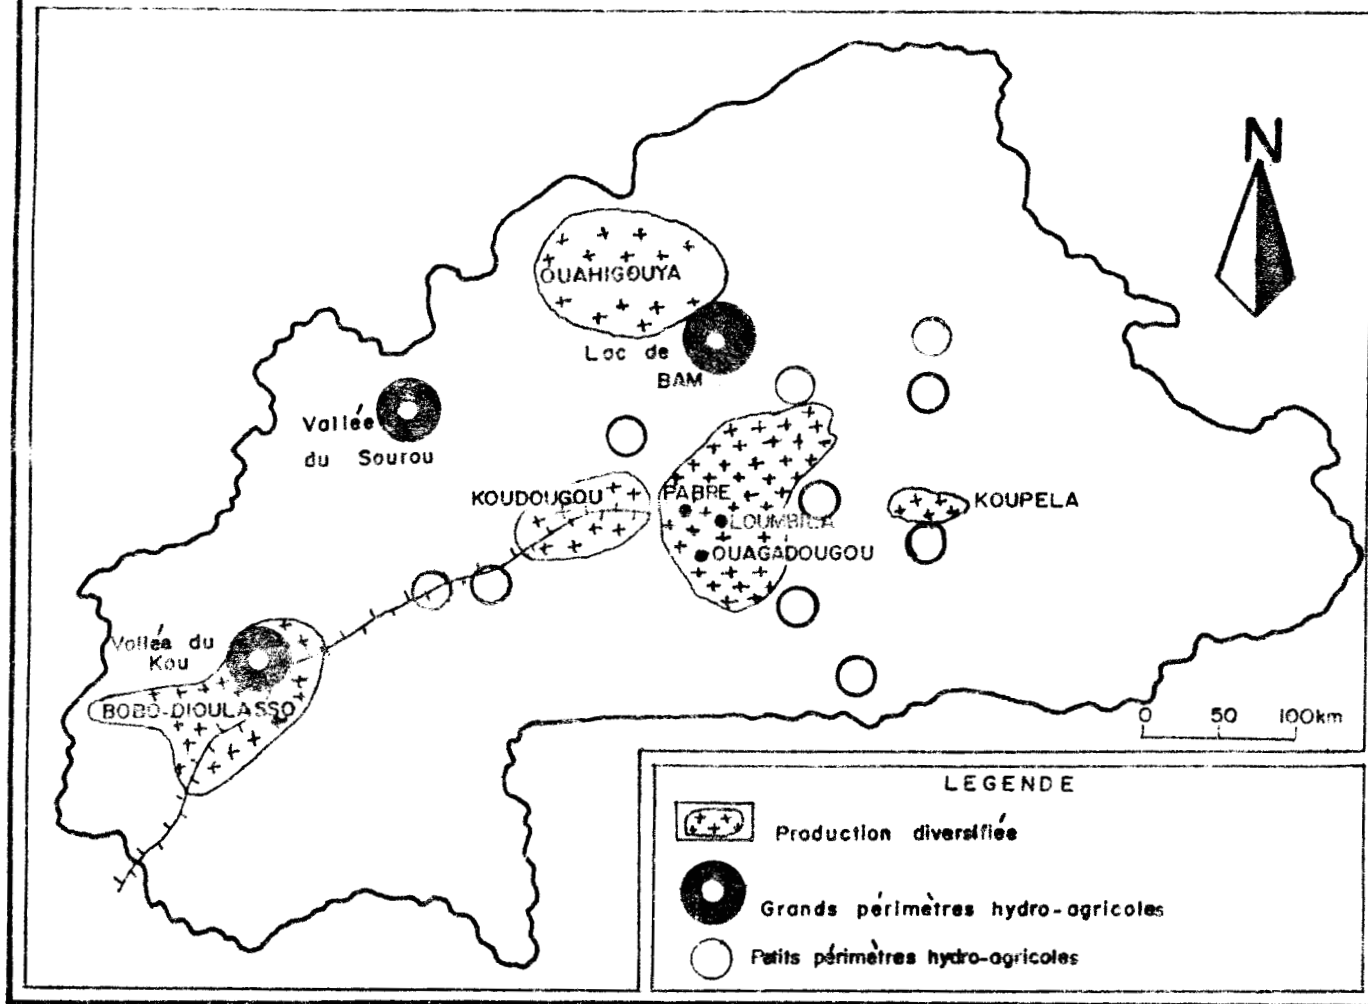 N
OUAHIGOUYA
Lac de
BAM
Vallée
du Sourou
KOUDOUGOU
PABRE
LOUMBILA
OUAGADOUGOU
KOUPELA
Vallée du
Kou
BOBO-DIOULASSO
0 50 100km
LEGENDE
Production diversifiée
Grands périmètres hydro-agricoles
Petits périmètres hydro-agricoles